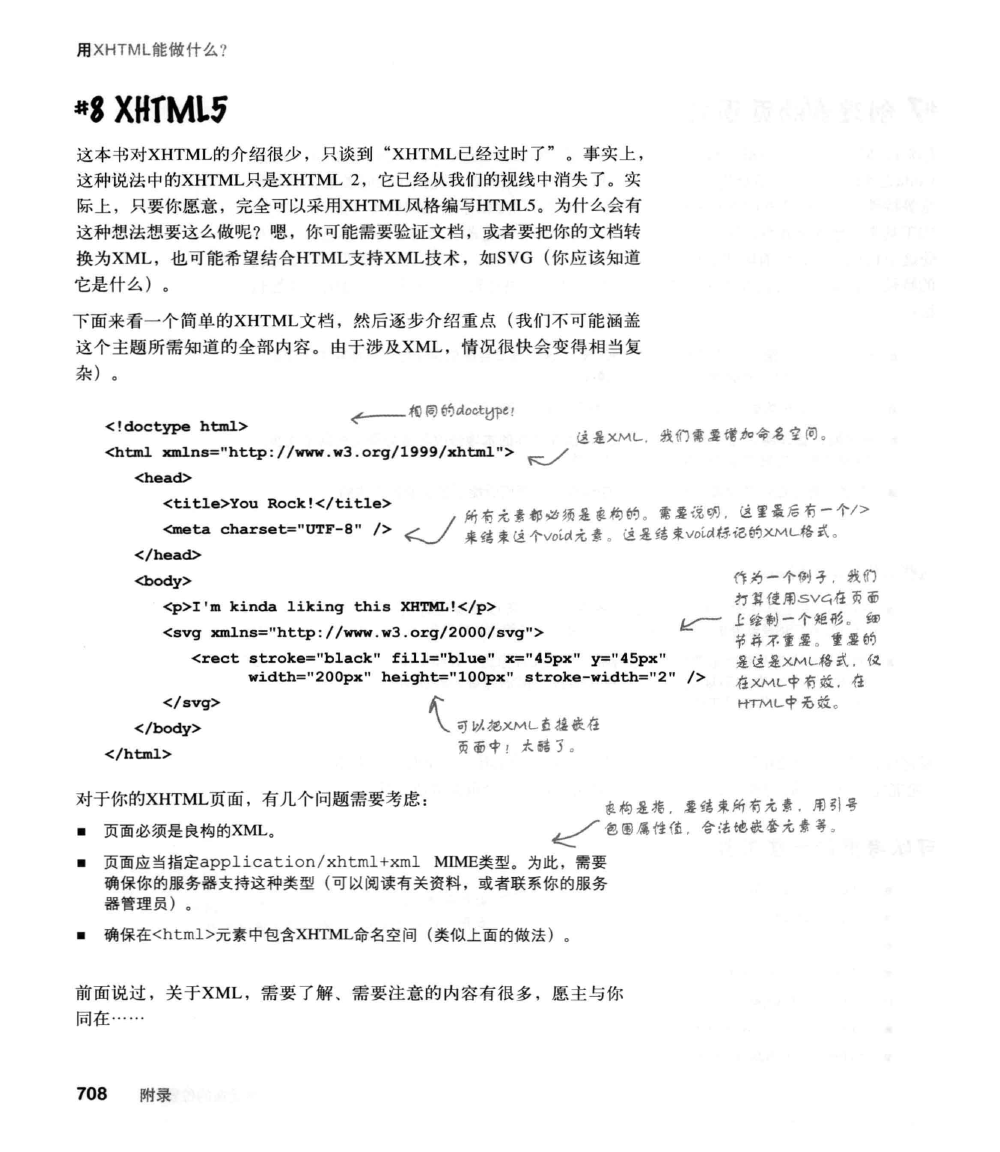 用XHTML能做什么？
#8 XHTML5
这本书对XHTML的介绍很少，只谈到“XHTML已经过时了”。事实上，
这种说法中的XHTML只是XHTML 2，它已经从我们的视线中消失了。实
际上，只要你愿意，完全可以采用XHTML风格编写HTML5。为什么会有
这种想法想要这么做呢？嗯，你可能需要验证文档，或者要把你的文档转
换为XML，也可能希望结合HTML支持XML技术，如SVG（你应该知道
它是什么）。
下面来看一个简单的XHTML文档，然后逐步介绍重点（我们不可能涵盖
这个主题所需知道的全部内容。由于涉及XML，情况很快会变得相当复
杂）。
相同的doctype！
<!doctype html>
这是XML，我们需要增加命名空间。
<html xmlns="http://www.w3.org/1999/xhtml">
<head>
<title>You Rock!</title>
所有元素都必须是良构的。需要说明，这里最后有一个/>
来结束这个void元素。这是结束void标记的XML格式。
<meta charset="UTF-8" />
</head>
<body>
作为一个例子，我们
打算使用SVG在页面
上绘制一个矩形。细
节并不重要。重要的
是这是XML格式，仅
在XML中有效，在
HTML中无效。
<p>I'm kinda liking this XHTML!</p>
<svg xmlns="http://www.w3.org/2000/svg">
<rect stroke="black" fill="blue" x="45px" y="45px"
width="200px" height="100px" stroke-width="2" />
</svg>
可以把XML直接嵌在
页面中！太酷了。
</body>
</html>
对于你的XHTML页面，有几个问题需要考虑：
良构是指，要结束所有元素，用引号
包围属性值，合法地嵌套元素等。
■ 页面必须是良构的XML。
■ 页面应当指定application/xhtml+xml MIME类型。为此，需要
确保你的服务器支持这种类型（可以阅读有关资料，或者联系你的服务
器管理员）。
■ 确保在<html>元素中包含XHTML命名空间（类似上面的做法）。
前面说过，关于XML，需要了解、需要注意的内容有很多，愿主与你
同在……
708 附录